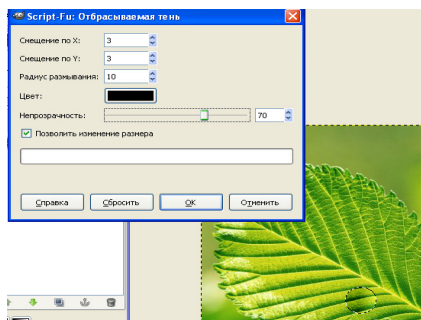 Script-Fu: Отбрасываемая тень
Смещение по X: 3
Смещение по Y: 3
Радиус размывания: 10
Цвет:
Непрозрачность: 70
Позволить изменение размера
Справка Сбросить OK Отменить